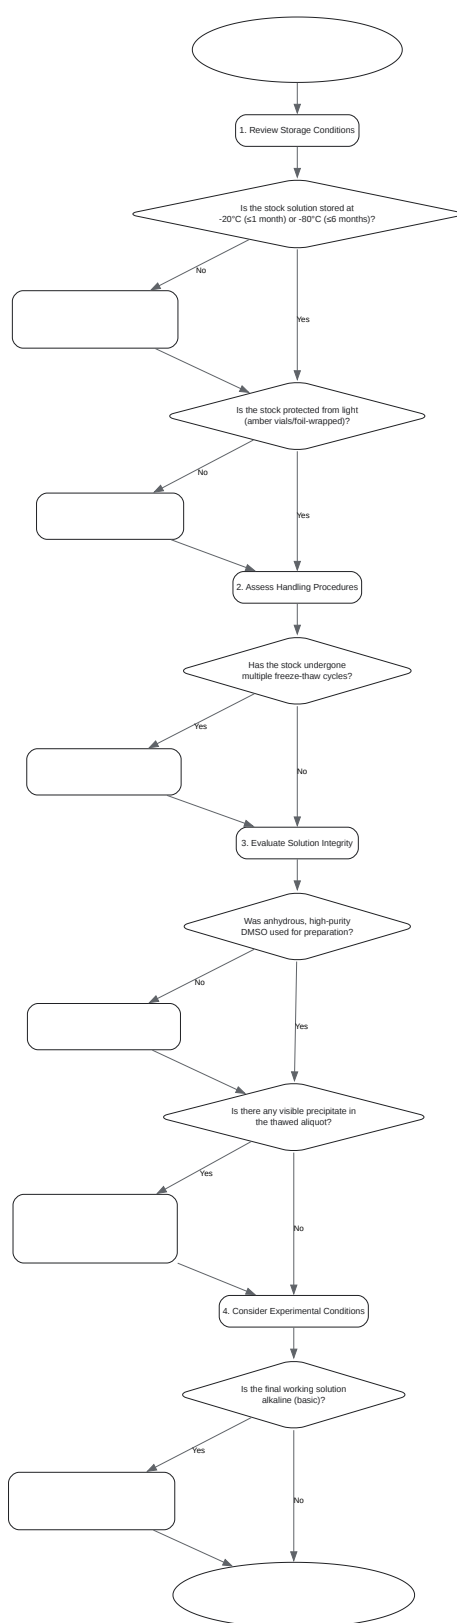 1. Review Storage Conditions
Is the stock solution stored at
-20°C (≤1 month) or -80°C (≤6 months)?
No
Yes
Is the stock protected from light
(amber vials/foil-wrapped)?
No
Yes
2. Assess Handling Procedures
Has the stock undergone
multiple freeze-thaw cycles?
Yes
No
3. Evaluate Solution Integrity
Was anhydrous, high-purity
DMSO used for preparation?
No
Yes
Is there any visible precipitate in
the thawed aliquot?
Yes
No
4. Consider Experimental Conditions
Is the final working solution
alkaline (basic)?
Yes
No